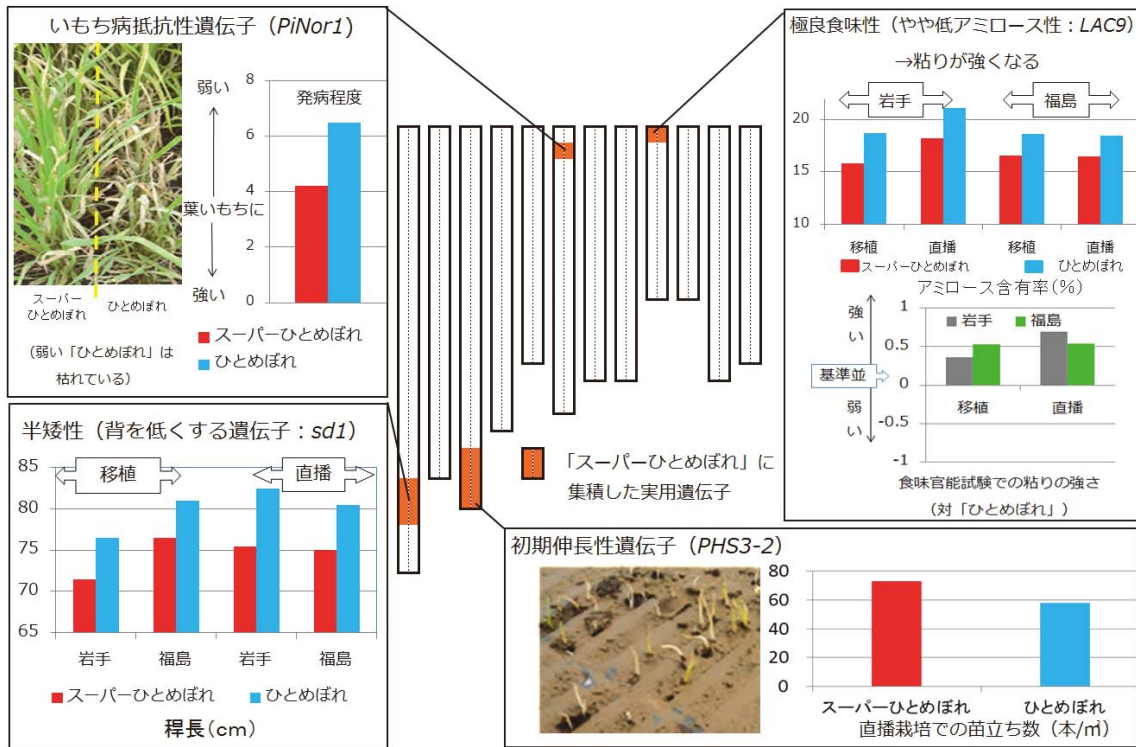 いもち病抵抗性遺伝子（PiNor1）
弱い
葉いもちに
強い
8
6
4
2
0
発病程度
スーパー
ひとめぼれ
ひとめぼれ
（弱い「ひとめぼれ」は
枯れている）
スーパーひとめぼれ
ひとめぼれ
極良食味性（やや低アミロース性：LAC9）
→粘りが強くなる
岩手
福島
20
15
10
移植
直播
移植
直播
スーパーひとめぼれ
ひとめぼれ
アミロース含有率(%)
強い
基準並
弱い
1
0.5
0
-0.5
-1
岩手
福島
移植
直播
食味官能試験での粘りの強さ
（対「ひとめぼれ」）
「スーパーひとめぼれ」に
集積した実用遺伝子
半矮性（背を低くする遺伝子：sd1）
85
80
75
70
65
移植
直播
岩手
福島
岩手
福島
スーパーひとめぼれ
ひとめぼれ
稈長(cm)
初期伸長性遺伝子（PHS3-2）
80
60
40
20
0
スーパーひとめぼれ
ひとめぼれ
直播栽培での苗立ち数（本/㎡）